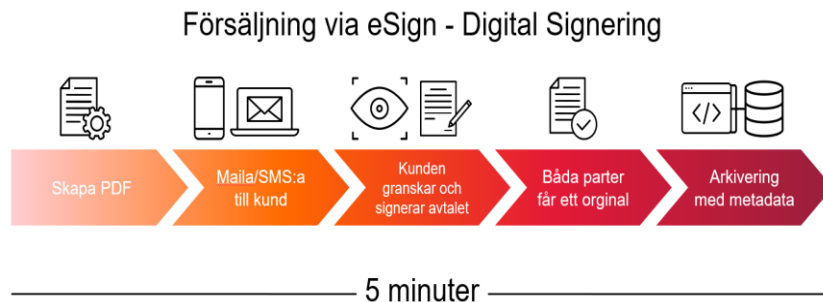 Försäljning via eSign - Digital Signering
</>
Skapa PDF
Maila/SMS:a
till kund
Kunden
granskar och
signerar avtalet
Båda parter
får ett orginal
Arkivering
med metadata
5 minuter